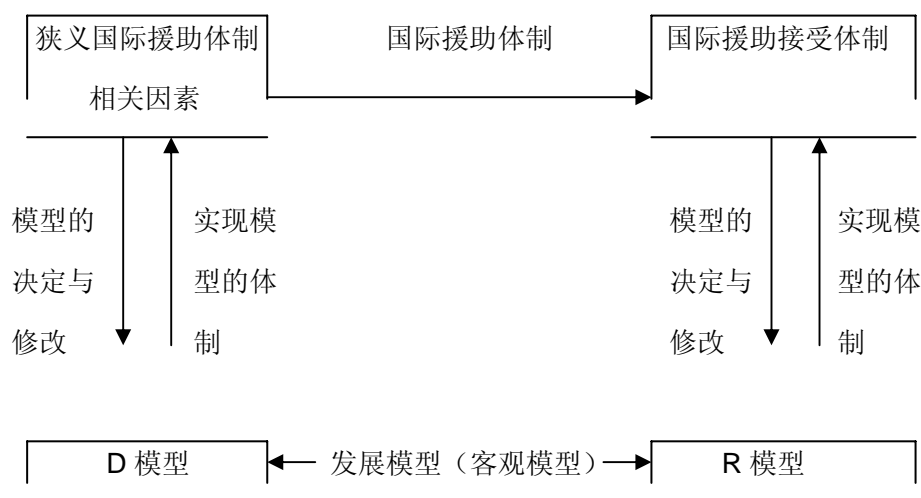 狭义国际援助体制
相关因素
国际援助体制
国际援助接受体制
模型的
决定与
修改
实现模
型的体
制
模型的
决定与
修改
实现模
型的体
制
D 模型
发展模型（客观模型）
R 模型